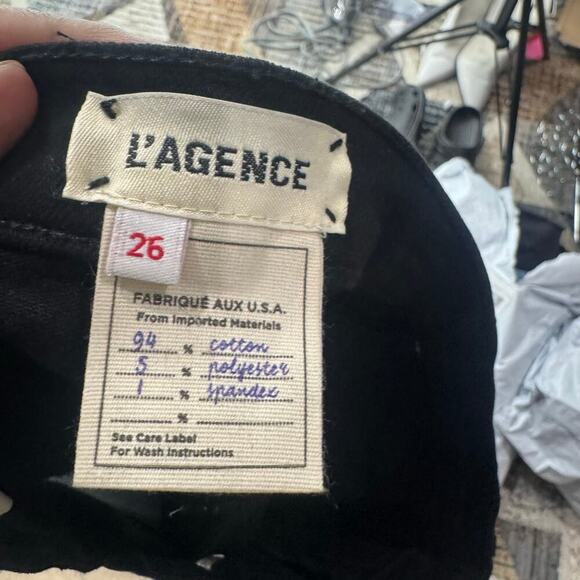 L'AGENCE
26
FABRIQUÉ AUX U.S.A.
From Imported Materials
94 % cotton
5 % polyester
1 % spandex
%
See Care Label
For Wash Instructions